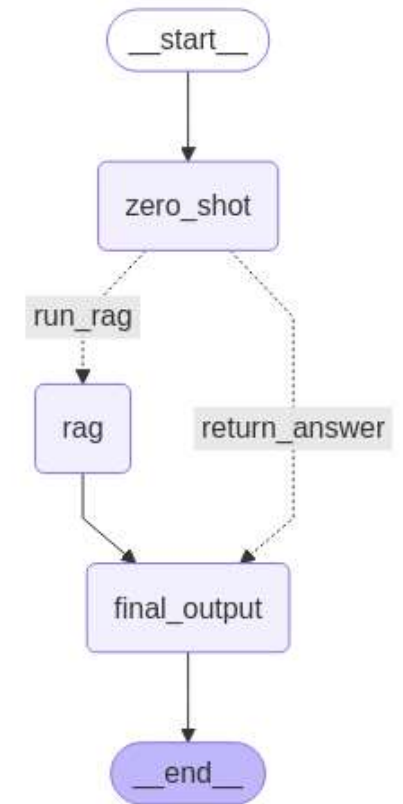 __start__
zero_shot
run_rag
rag
return_answer
final_output
__end__